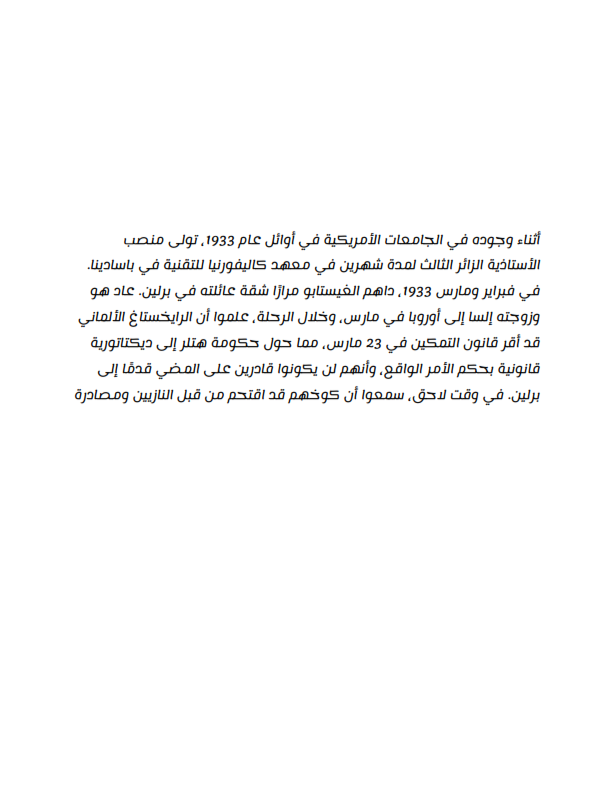 أثناء وجوده في الجامعات الأمريكية في أوائل عام 1933، تولى منصب
الأستاذية الزائر الثالث لمدة شهرين في معهد كاليفورنيا للتقنية في باسادينا.
في فبراير ومارس 1933، داهم الغيستابو مرارًا شقة عائلته في برلين. عاد هو
وزوجته إلسا إلى أوروبا في مارس، وخلال الرحلة، علموا أن الرايخستاغ الألماني
قد أقر قانون التمكين في 23 مارس، مما حول حكومة هتلر إلى ديكتاتورية
قانونية بحكم الأمر الواقع، وأنهم لن يكونوا قادرين على المضي قدمًا إلى
برلين. في وقت لاحق، سمعوا أن كوخهم قد اقتحم من قبل النازيين ومصادرة